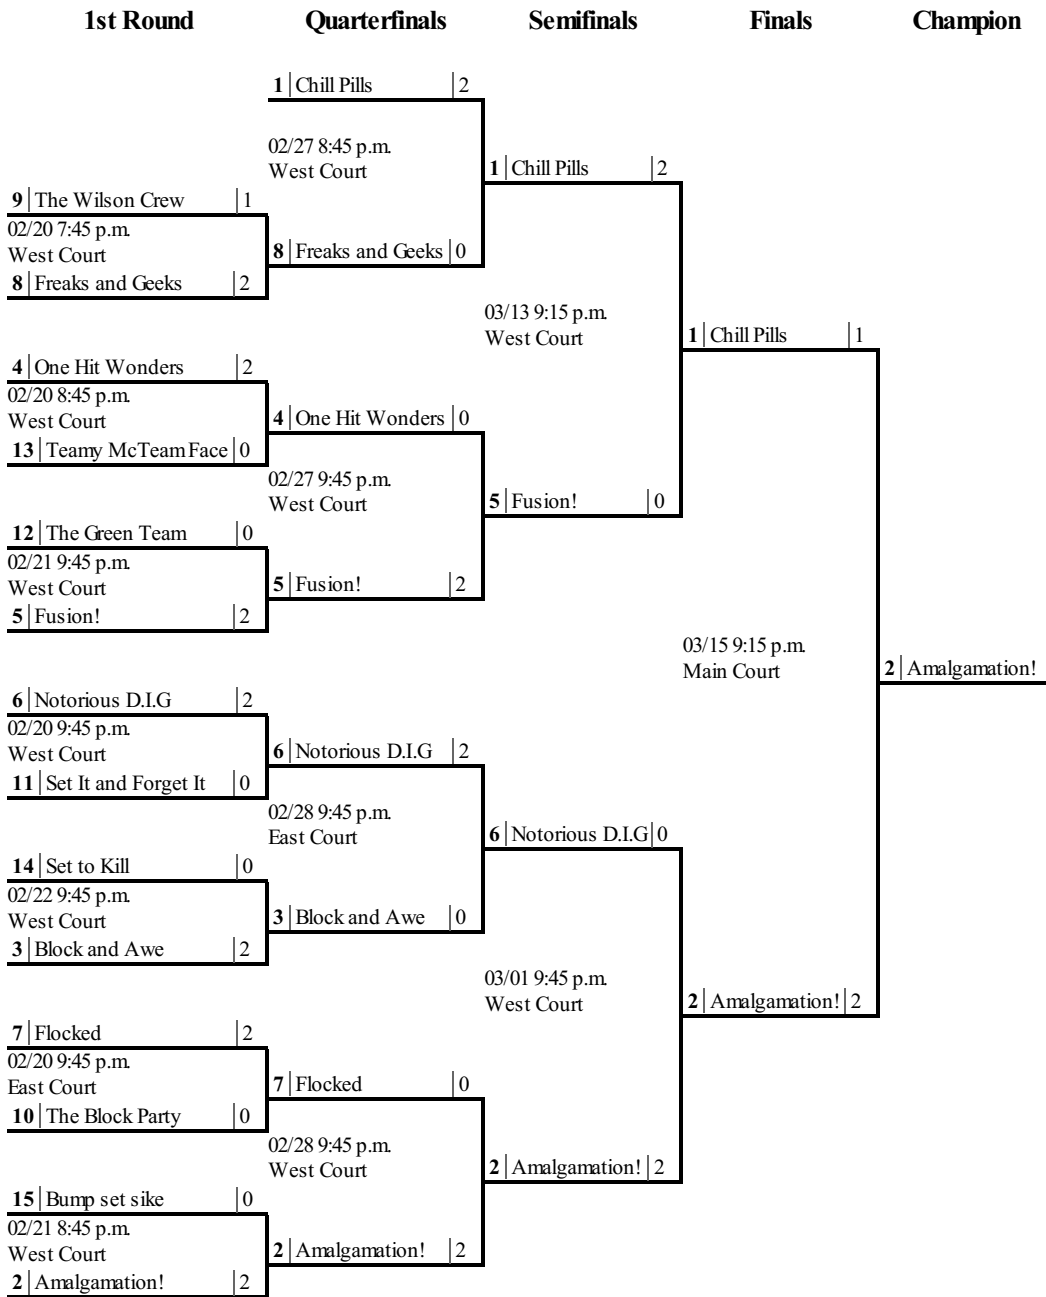 1st Round Quarterfinals Semifinals Finals Champion
1 Chill Pills 2
02/27 8:45 p.m.
West Court
1 Chill Pills 2
9 The Wilson Crew 1
02/20 7:45 p.m.
West Court
8 Freaks and Geeks 0
8 Freaks and Geeks 2
03/13 9:15 p.m.
West Court
1 Chill Pills 1
4 One Hit Wonders 2
02/20 8:45 p.m.
West Court
4 One Hit Wonders 0
13 Teamy McTeam Face 0
02/27 9:45 p.m.
West Court
5 Fusion! 0
12 The Green Team 0
02/21 9:45 p.m.
West Court
5 Fusion! 2
5 Fusion! 2
03/15 9:15 p.m.
Main Court
2 Amalgamation!
6 Notorious D.I.G 2
02/20 9:45 p.m.
West Court
6 Notorious D.I.G 2
11 Set It and Forget It 0
02/28 9:45 p.m.
East Court
6 Notorious D.I.G 0
14 Set to Kill 0
02/22 9:45 p.m.
West Court
3 Block and Awe 0
3 Block and Awe 2
03/01 9:45 p.m.
West Court
2 Amalgamation! 2
7 Flocked 2
02/20 9:45 p.m.
East Court
7 Flocked 0
10 The Block Party 0
02/28 9:45 p.m.
West Court
2 Amalgamation! 2
15 Bump set sike 0
02/21 8:45 p.m.
West Court
2 Amalgamation! 2
2 Amalgamation! 2